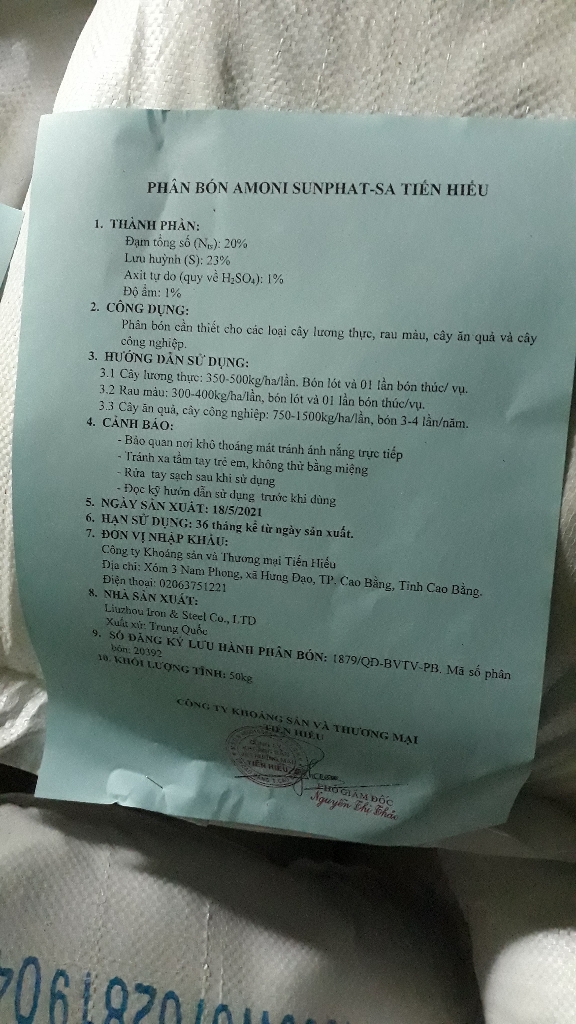 PHÂN BÓN AMONI SUNPHAT-SA TIẾN HIẾU
1. THÀNH PHẦN:
Đạm tổng số (Nts): 20%
Lưu huỳnh (S): 23%
Axit tự do (quy về H₂SO₄): 1%
Độ ẩm: 1%
2. CÔNG DỤNG:
Phân bón cần thiết cho các loại cây lương thực, rau màu, cây ăn quả và cây
công nghiệp.
3. HƯỚNG DẪN SỬ DỤNG:
3.1 Cây lương thực: 350-500kg/ha/lần. Bón lót và 01 lần bón thúc/ vụ.
3.2 Rau màu: 300-400kg/ha/lần, bón lót và 01 lần bón thúc/vụ.
3.3 Cây ăn quả, cây công nghiệp: 750-1500kg/ha/lần, bón 3-4 lần/năm.
4. CẢNH BÁO:
- Bảo quản nơi khô thoáng mát tránh ánh nắng trực tiếp
- Tránh xa tầm tay trẻ em, không thử bằng miệng
- Rửa tay sạch sau khi sử dụng
- Đọc kỹ hướm dẫn sử dụng trước khi dùng
5. NGÀY SẢN XUẤT: 18/5/2021
6. HẠN SỬ DỤNG: 36 tháng kể từ ngày sản xuất.
7. ĐƠN VỊ NHẬP KHẨU:
Công ty Khoáng sản và Thương mại Tiến Hiếu
Địa chỉ: Xóm 3 Nam Phong, xã Hưng Đạo, TP. Cao Bằng, Tỉnh Cao Bằng.
Điện thoại: 02063751221
8. NHÀ SẢN XUẤT:
Liuzhou Iron & Steel Co., LTD
Xuất xứ: Trung Quốc
9. SỐ ĐĂNG KÝ LƯU HÀNH PHÂN BÓN: 1879/QĐ-BVTV-PB. Mã số phân
bón: 20392
10. KHỐI LƯỢNG TỊNH: 50kg
CÔNG TY KHOÁNG SẢN VÀ THƯƠNG MẠI
TIẾN HIẾU
PHÓ GIÁM ĐỐC
Nguyễn Thị Thảo